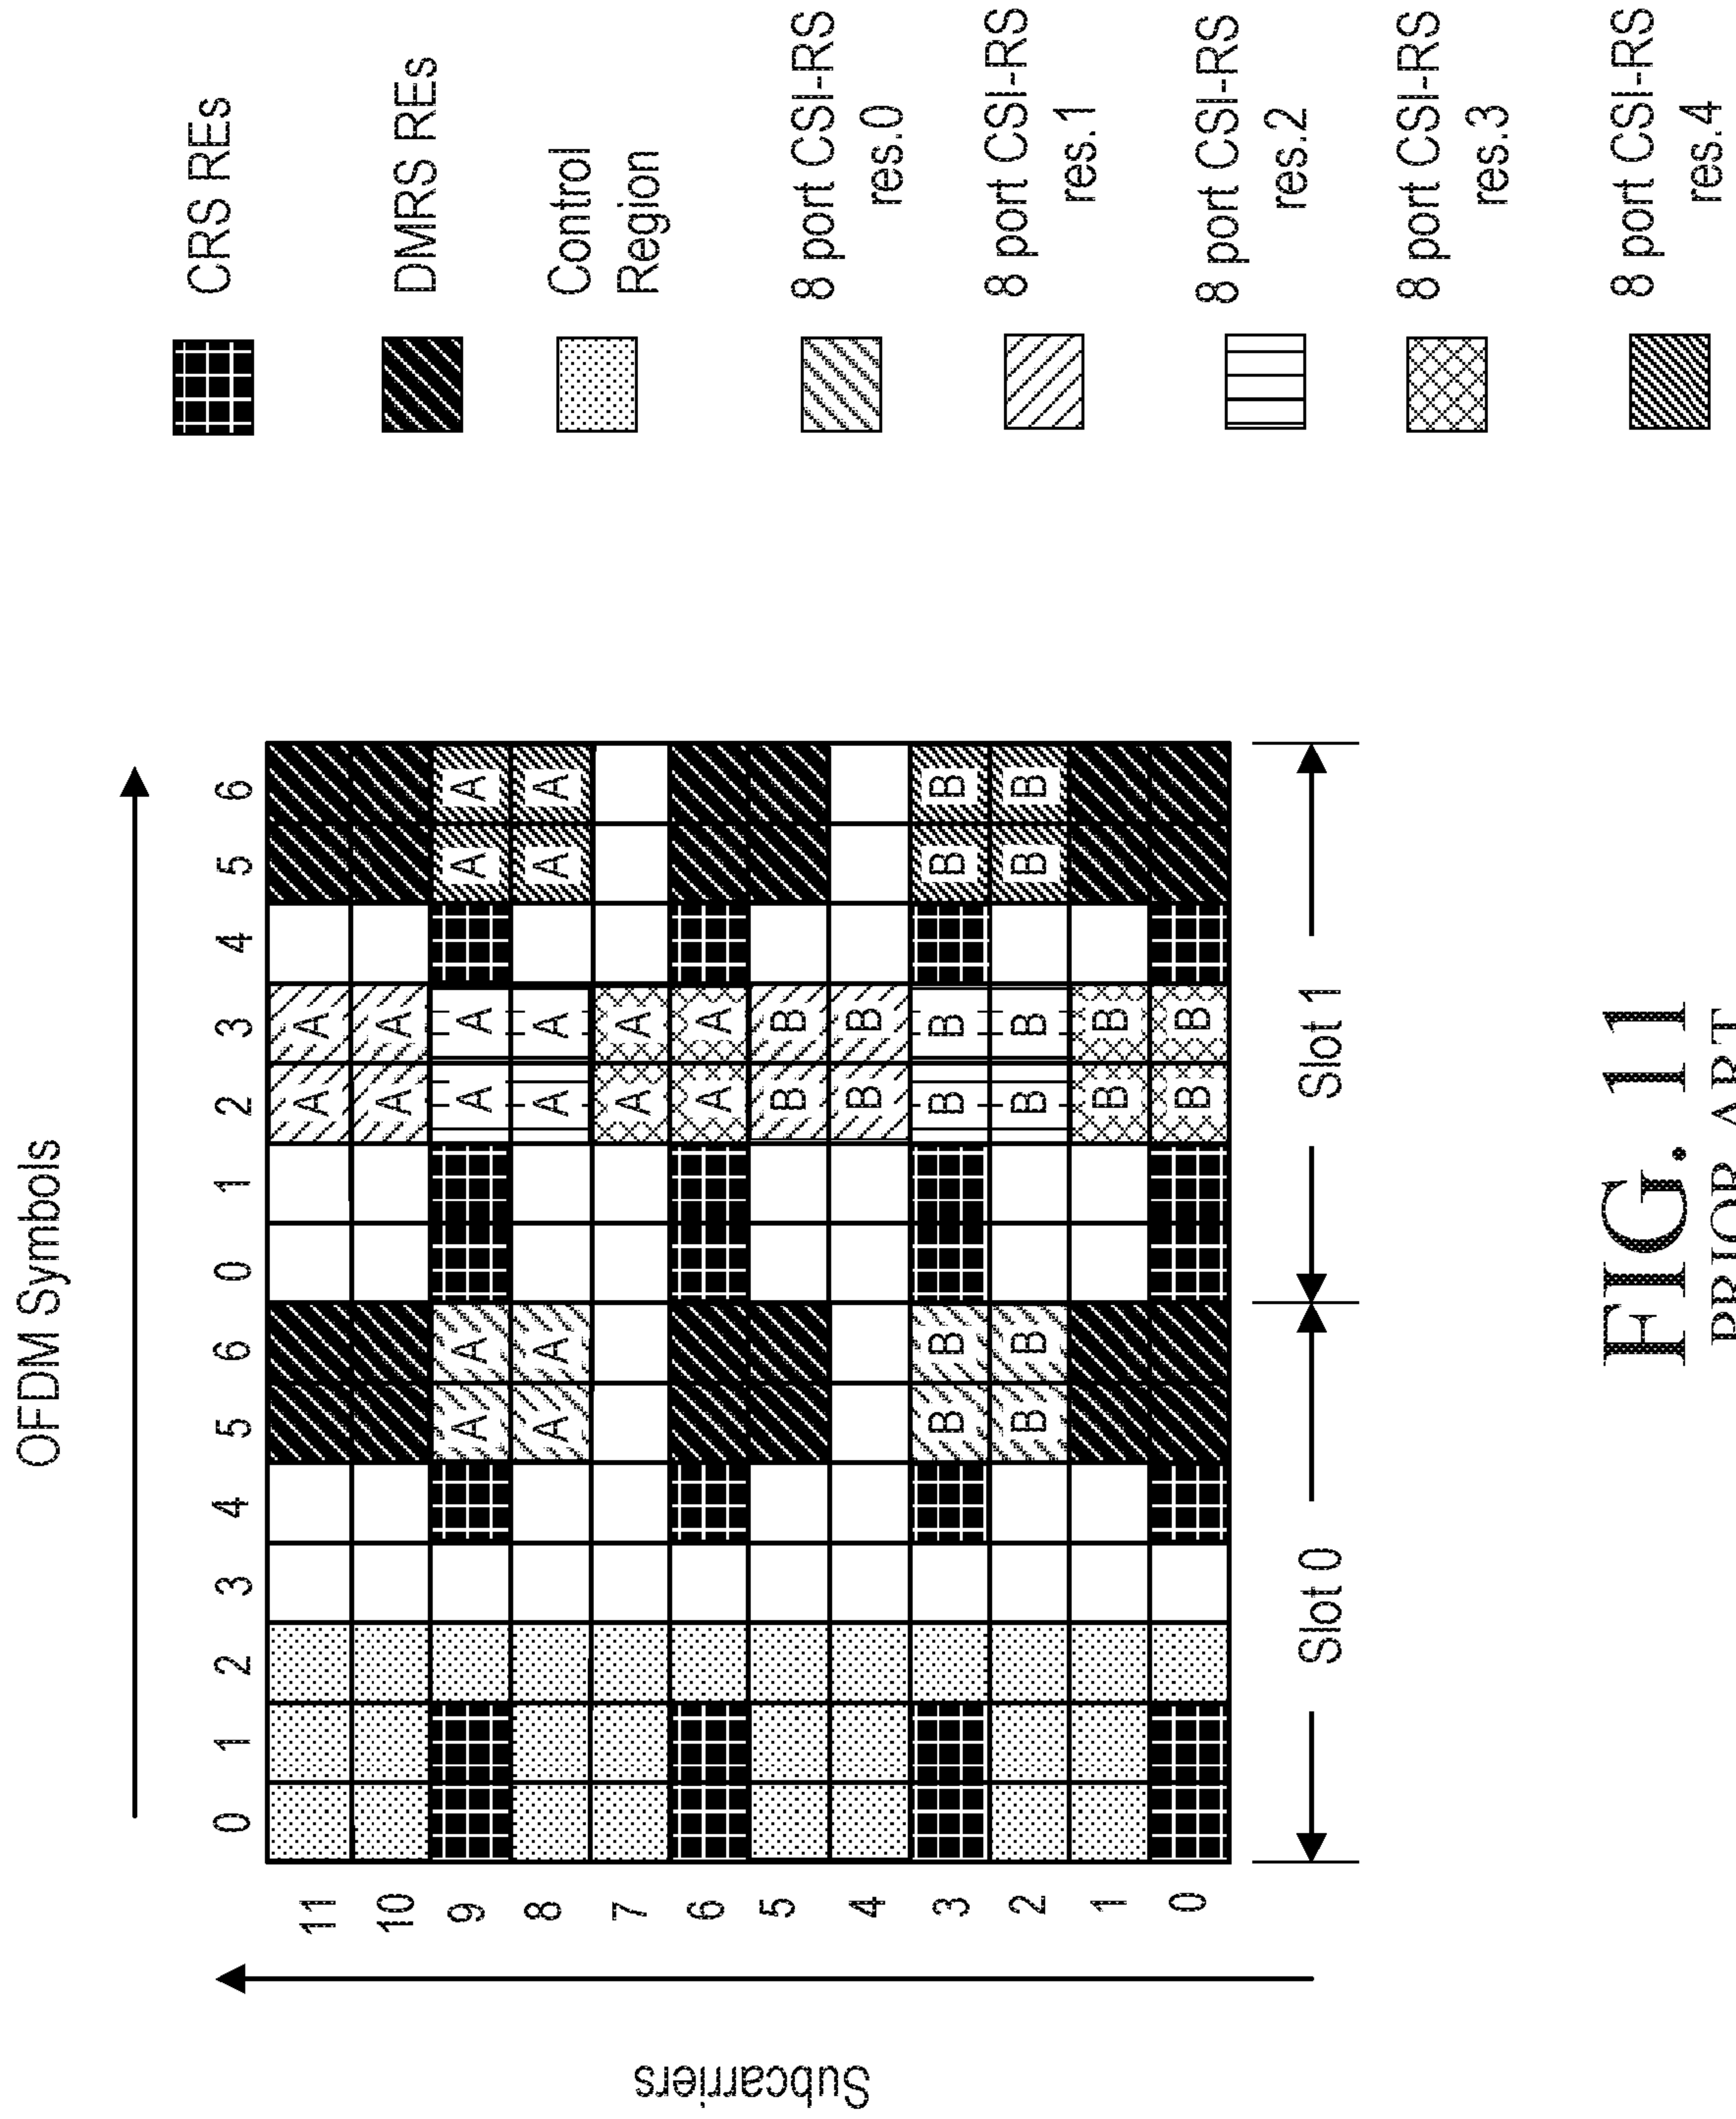 OFDM Symbols
0 1 2 3 4 5 6 0 1 2 3 4 5 6
Subcarriers
11 A A
10 A A
9 A A A A A A
8 A A A A A A
7 A A
6 A A
5 B B
4 B B
3 B B B B B B
2 B B B B B B
1 B B
0 B B
Slot 0 Slot 1
CRS REs
DMRS REs
Control
Region
8 port CSI-RS
res.0
8 port CSI-RS
res.1
8 port CSI-RS
res.2
8 port CSI-RS
res.3
8 port CSI-RS
res.4
FIG. 11
PRIOR ART